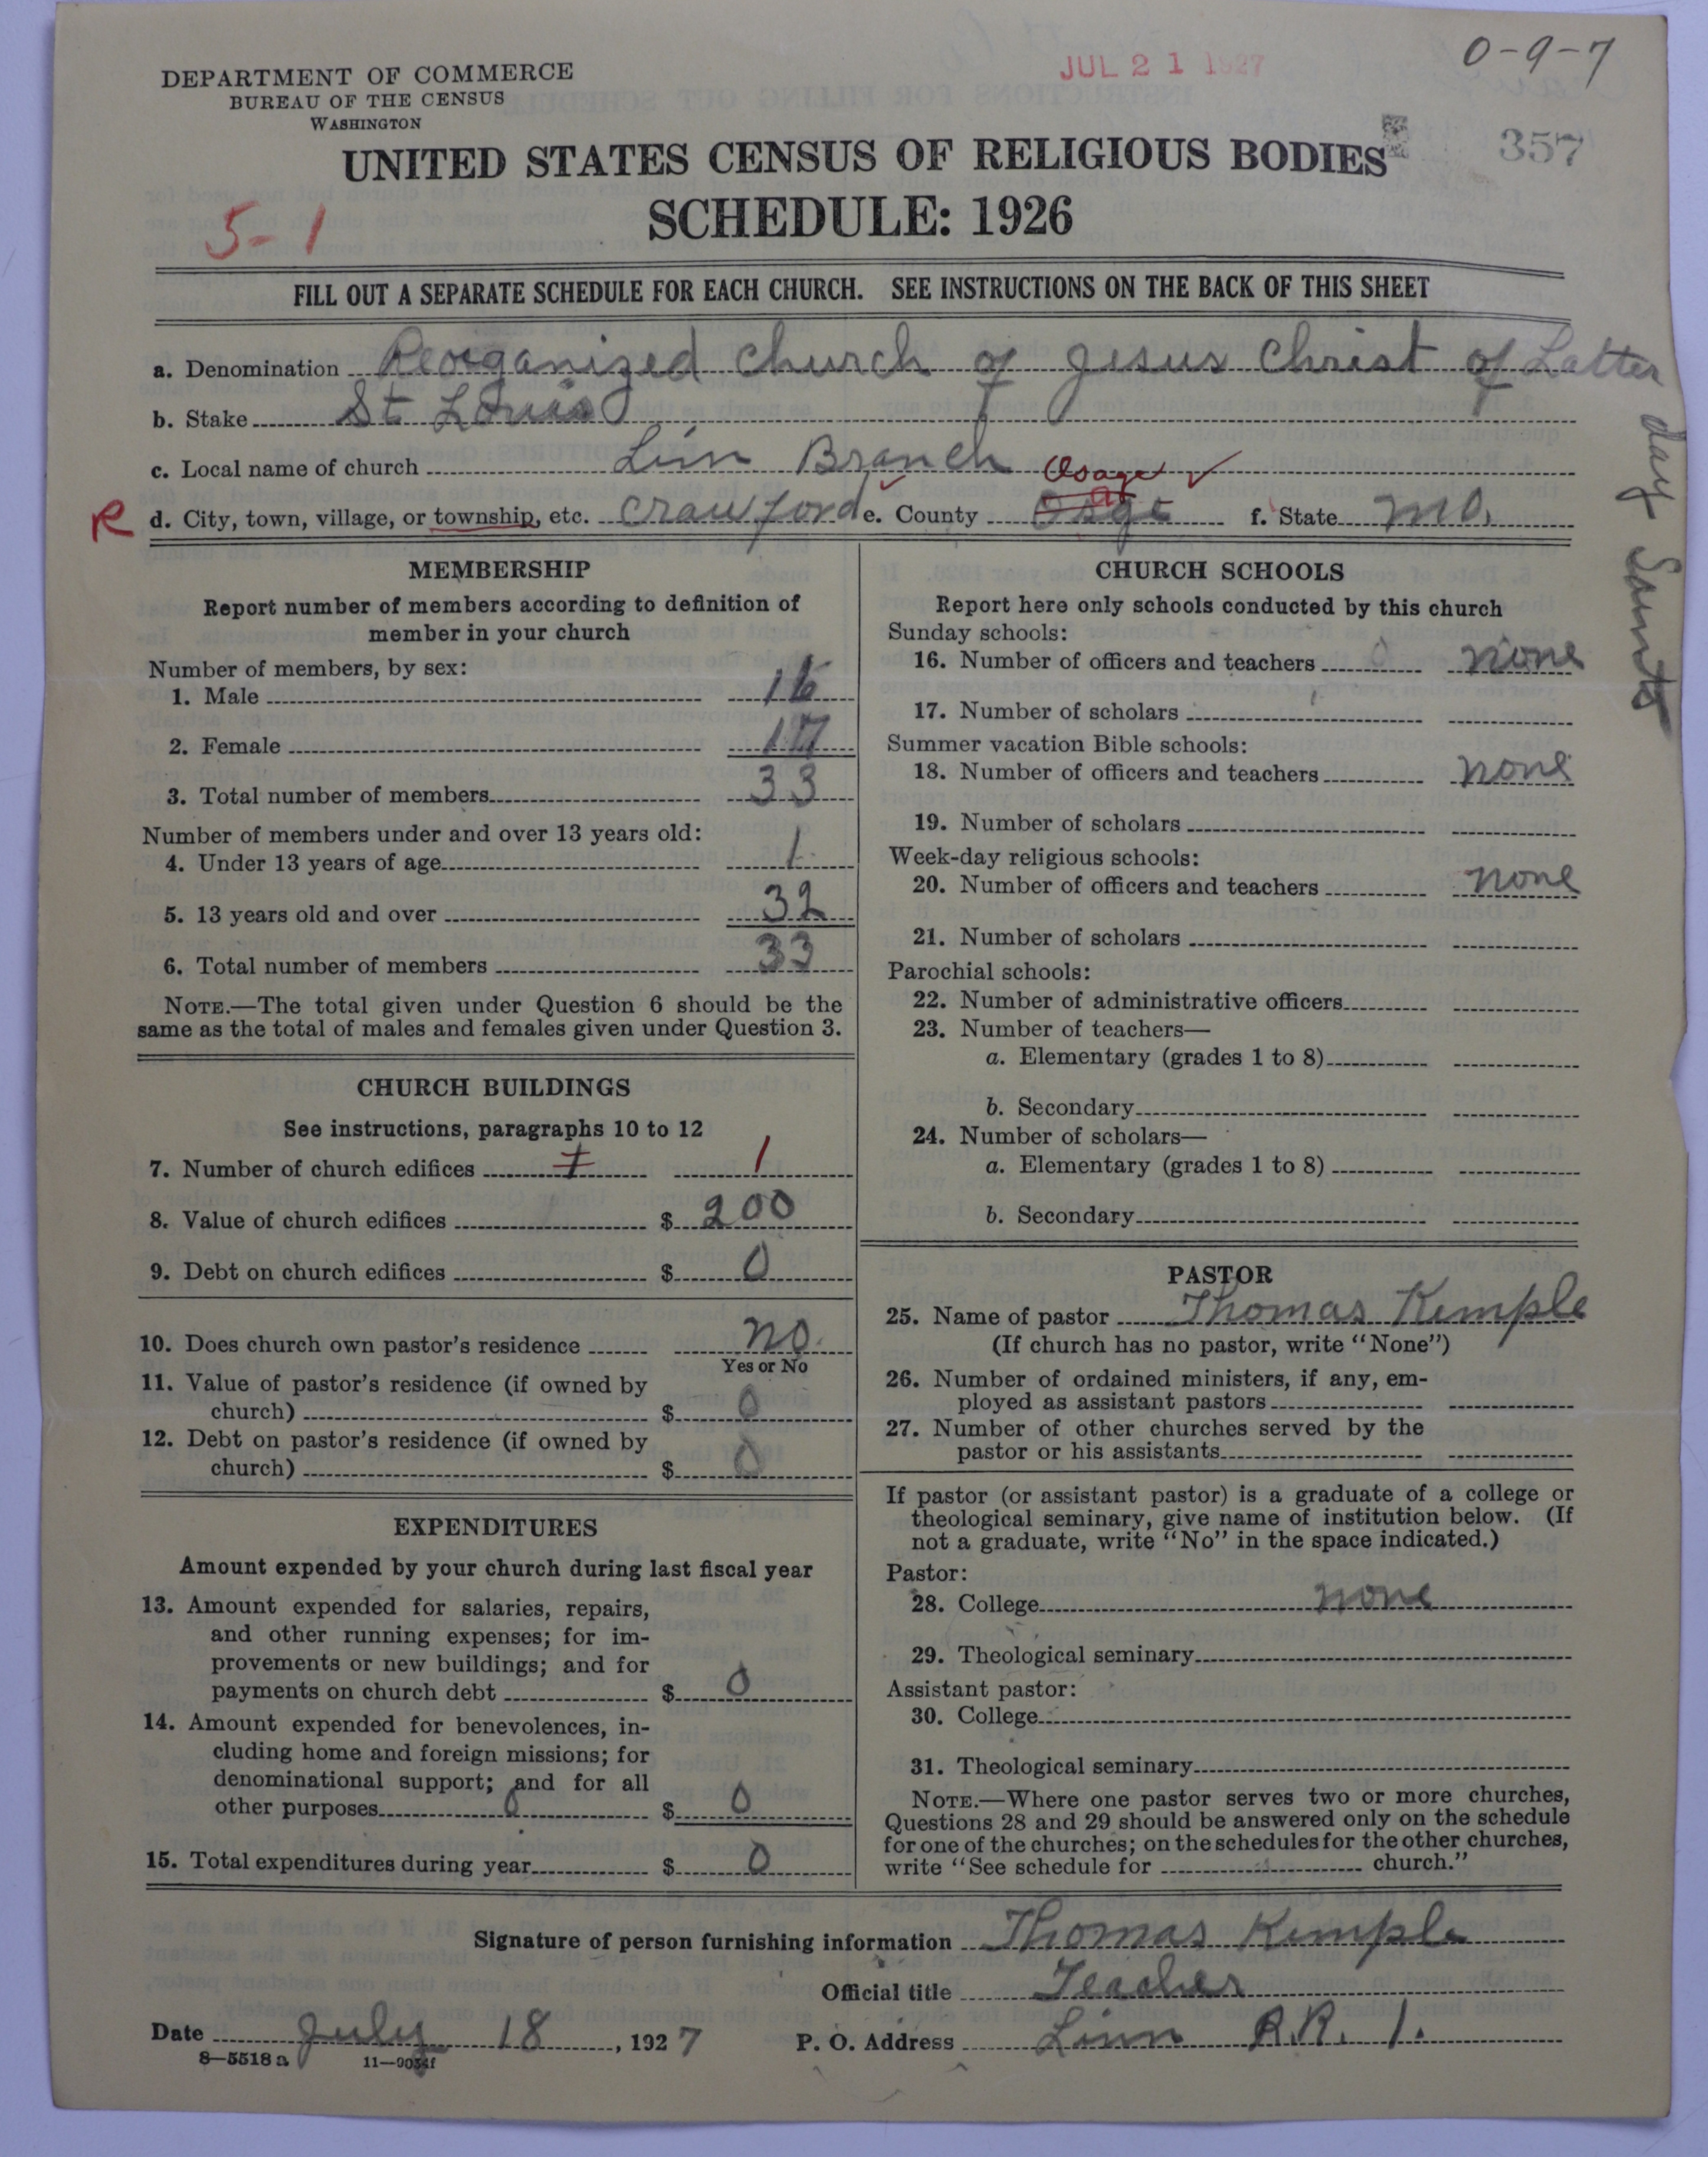 DEPARTMENT OF COMMERCE
BUREAU OF THE CENSUS
WASHINGTON
JUL 21 1927
0-9-7
357
UNITED STATES CENSUS OF RELIGIOUS BODIES
SCHEDULE: 1926
5-1
FILL OUT A SEPARATE SCHEDULE FOR EACH CHURCH. SEE INSTRUCTIONS ON THE BACK OF THIS SHEET
a. Denomination Reorganized Church of Jesus Christ of Latter
day Saints
b. Stake St Louis
c. Local name of church Linn Branch
Osage
R d. City, town, village, or township, etc. Crawford e. County Osage f. State Mo.
MEMBERSHIP
Report number of members according to definition of
member in your church
Number of members, by sex:
1. Male 16
2. Female 17
3. Total number of members 33
Number of members under and over 13 years old:
4. Under 13 years of age 1
5. 13 years old and over 32
6. Total number of members 33
NOTE.—The total given under Question 6 should be the
same as the total of males and females given under Question 3.
CHURCH BUILDINGS
See instructions, paragraphs 10 to 12
7. Number of church edifices 1 1
8. Value of church edifices $ 200
9. Debt on church edifices $ 0
10. Does church own pastor's residence no
Yes or No
11. Value of pastor's residence (if owned by
church) $ 0
12. Debt on pastor's residence (if owned by
church) $ 0
EXPENDITURES
Amount expended by your church during last fiscal year
13. Amount expended for salaries, repairs,
and other running expenses; for im-
provements or new buildings; and for
payments on church debt $ 0
14. Amount expended for benevolences, in-
cluding home and foreign missions; for
denominational support; and for all
other purposes 0 $ 0
15. Total expenditures during year $ 0
CHURCH SCHOOLS
Report here only schools conducted by this church
Sunday schools:
16. Number of officers and teachers 0 none
17. Number of scholars
Summer vacation Bible schools:
18. Number of officers and teachers none
19. Number of scholars
Week-day religious schools:
20. Number of officers and teachers none
21. Number of scholars
Parochial schools:
22. Number of administrative officers
23. Number of teachers—
a. Elementary (grades 1 to 8)
b. Secondary
24. Number of scholars—
a. Elementary (grades 1 to 8)
b. Secondary
PASTOR
25. Name of pastor Thomas Kemple
(If church has no pastor, write "None")
26. Number of ordained ministers, if any, em-
ployed as assistant pastors
27. Number of other churches served by the
pastor or his assistants
If pastor (or assistant pastor) is a graduate of a college or
theological seminary, give name of institution below. (If
not a graduate, write "No" in the space indicated.)
Pastor:
28. College none
29. Theological seminary
Assistant pastor:
30. College
31. Theological seminary
NOTE.—Where one pastor serves two or more churches,
Questions 28 and 29 should be answered only on the schedule
for one of the churches; on the schedules for the other churches,
write "See schedule for church."
Signature of person furnishing information Thomas Kemple
Official title Teacher
Date July 18, 1927 P. O. Address Linn R.R. 1.
8—5518 a